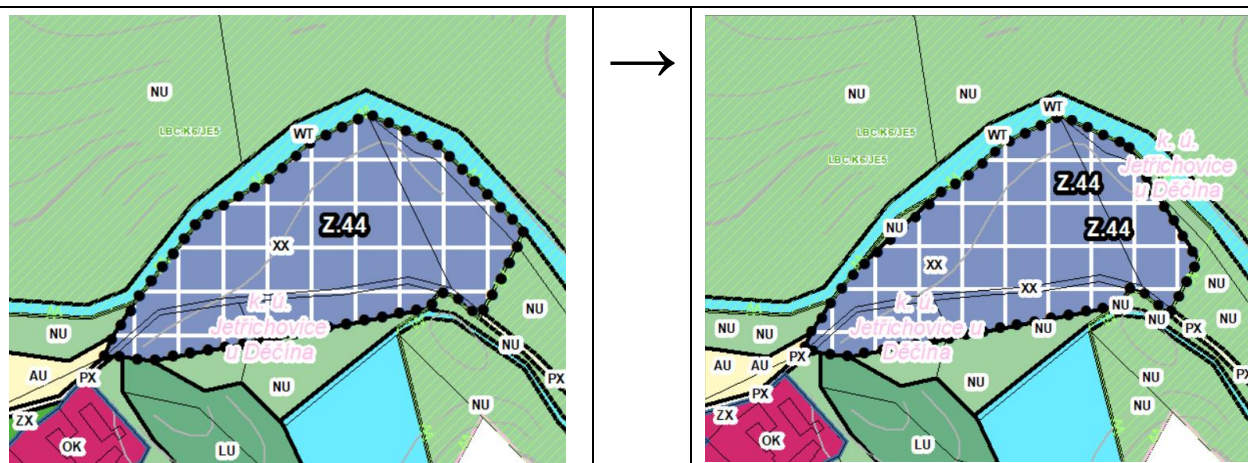 NU
LBC:K6/JE5
WT
Z.44
XX
k. ú.
Jetřichovice
u Děčína
NU
NU
NU
AU
PX
PX
NU
NU
ZX
OK
LU
→
NU
NU
WT
LBC:K6/JE5
WT
k. ú.
Jetřichovice
u Děčína
LBC:K6/JE5
Z.44
NU
Z.44
XX
XX
NU
NU
k. ú.
Jetřichovice u
Děčína
NU
NU
NU
NU
PX
PX
AU
AU
PX
PX
NU
NU
NU
ZX
OK
LU